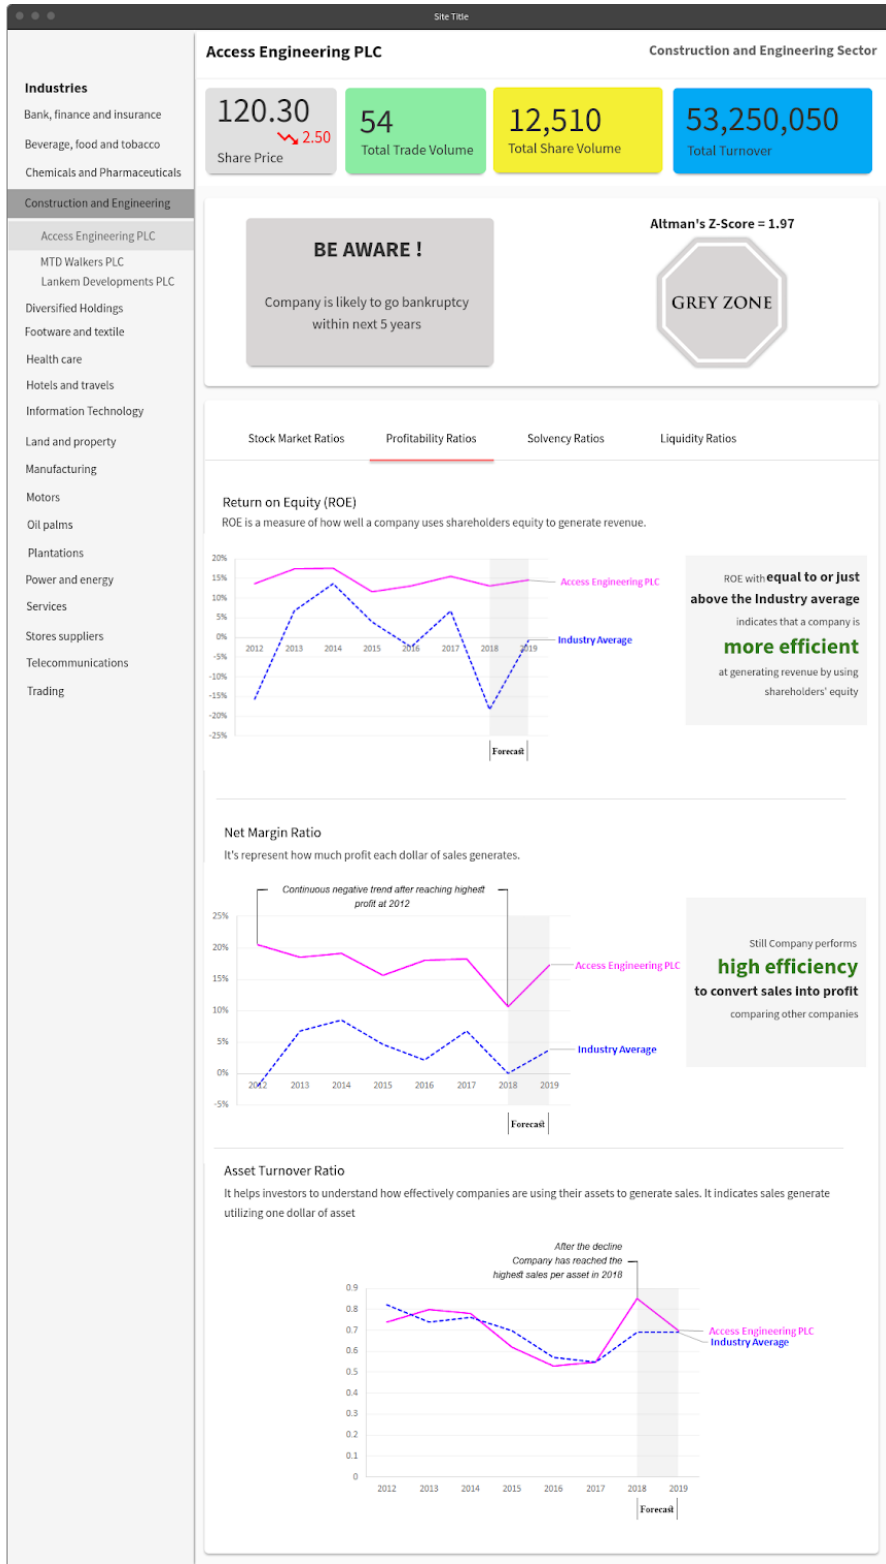 Site Title
Access Engineering PLC
Construction and Engineering Sector
Industries
Bank, finance and insurance
Beverage, food and tobacco
Chemicals and Pharmaceuticals
Construction and Engineering
Access Engineering PLC
MTD Walkers PLC
Lankem Developments PLC
Diversified Holdings
Footware and textile
Health care
Hotels and travels
Information Technology
Land and property
Manufacturing
Motors
Oil palms
Plantations
Power and energy
Services
Stores suppliers
Telecommunications
Trading
120.30
2.50
Share Price
54
Total Trade Volume
12,510
Total Share Volume
53,250,050
Total Turnover
BE AWARE !
Company is likely to go bankruptcy
within next 5 years
Altman's Z-Score = 1.97
GREY ZONE
Stock Market Ratios
Profitability Ratios
Solvency Ratios
Liquidity Ratios
Return on Equity (ROE)
ROE is a measure of how well a company uses shareholders equity to generate revenue.
20%
15%
10%
5%
0%
-5%
-10%
-15%
-20%
-25%
2012 2013 2014 2015 2016 2017 2018 2019
Access Engineering PLC
Industry Average
Forecast
ROE with equal to or just
above the Industry average
indicates that a company is
more efficient
at generating revenue by using
shareholders' equity
Net Margin Ratio
It's represent how much profit each dollar of sales generates.
Continuous negative trend after reaching highest
profit at 2012
25%
20%
15%
10%
5%
0%
-5%
2012 2013 2014 2015 2016 2017 2018 2019
Access Engineering PLC
Industry Average
Forecast
Still Company performs
high efficiency
to convert sales into profit
comparing other companies
Asset Turnover Ratio
It helps investors to understand how effectively companies are using their assets to generate sales. It indicates sales generate
utilizing one dollar of asset
After the decline
Company has reached the
highest sales per asset in 2018
0.9
0.8
0.7
0.6
0.5
0.4
0.3
0.2
0.1
0
2012 2013 2014 2015 2016 2017 2018 2019
Access Engineering PLC
Industry Average
Forecast